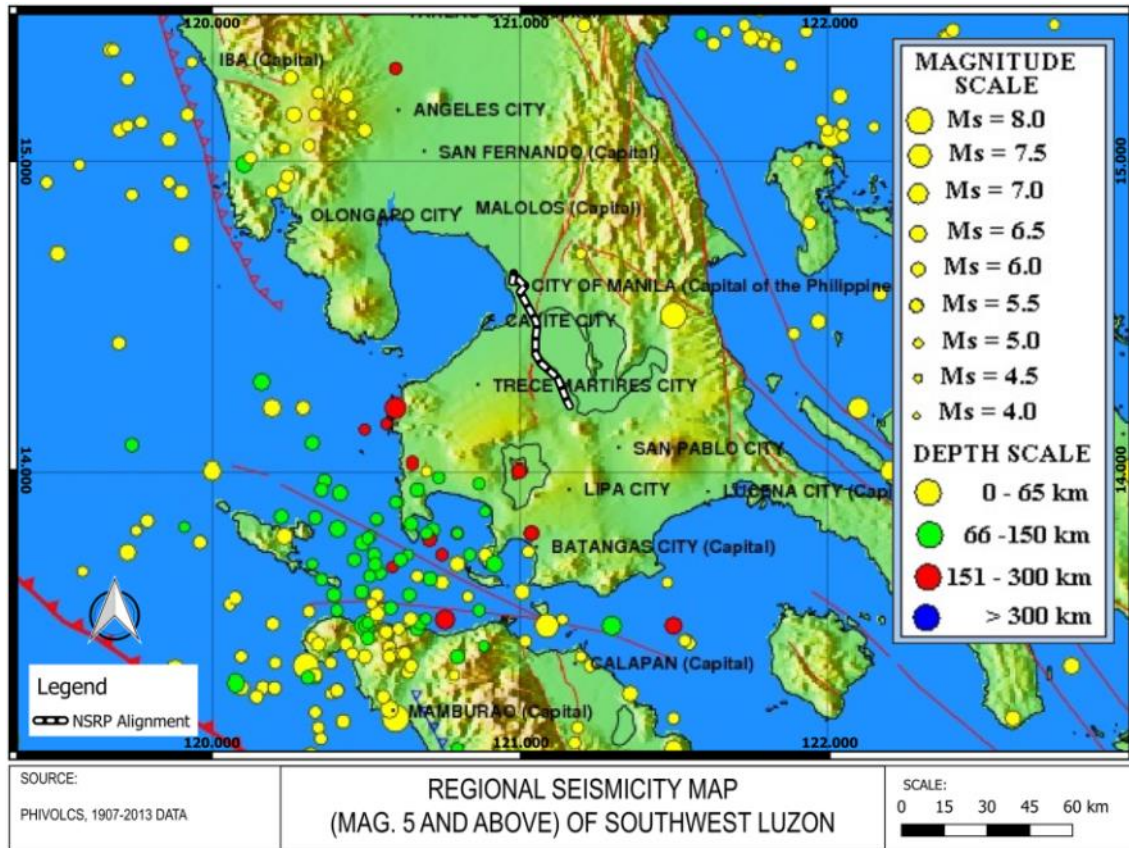 120.000
121.000
122.000
IBA (Capital)
ANGELES CITY
15.000
SAN FERNANDO (Capital)
15.000
OLONGAPO CITY
MALOLOS (Capital)
CITY OF MANILA (Capital of the Philippine
CAVITE CITY
TRECE MARTIRES CITY
SAN PABLO CITY
14.000
14.000
LIPA CITY
LUCENA CITY (Capi
BATANGAS CITY (Capital)
CALAPAN (Capital)
MAMBURAO (Capital)
120.000
121.000
122.000
MAGNITUDE
SCALE
Ms = 8.0
Ms = 7.5
Ms = 7.0
Ms = 6.5
Ms = 6.0
Ms = 5.5
Ms = 5.0
Ms = 4.5
Ms = 4.0
DEPTH SCALE
0 - 65 km
66 -150 km
151 - 300 km
> 300 km
Legend
NSRP Alignment
SOURCE:
PHIVOLCS, 1907-2013 DATA
REGIONAL SEISMICITY MAP
(MAG. 5 AND ABOVE) OF SOUTHWEST LUZON
SCALE:
0 15 30 45 60 km